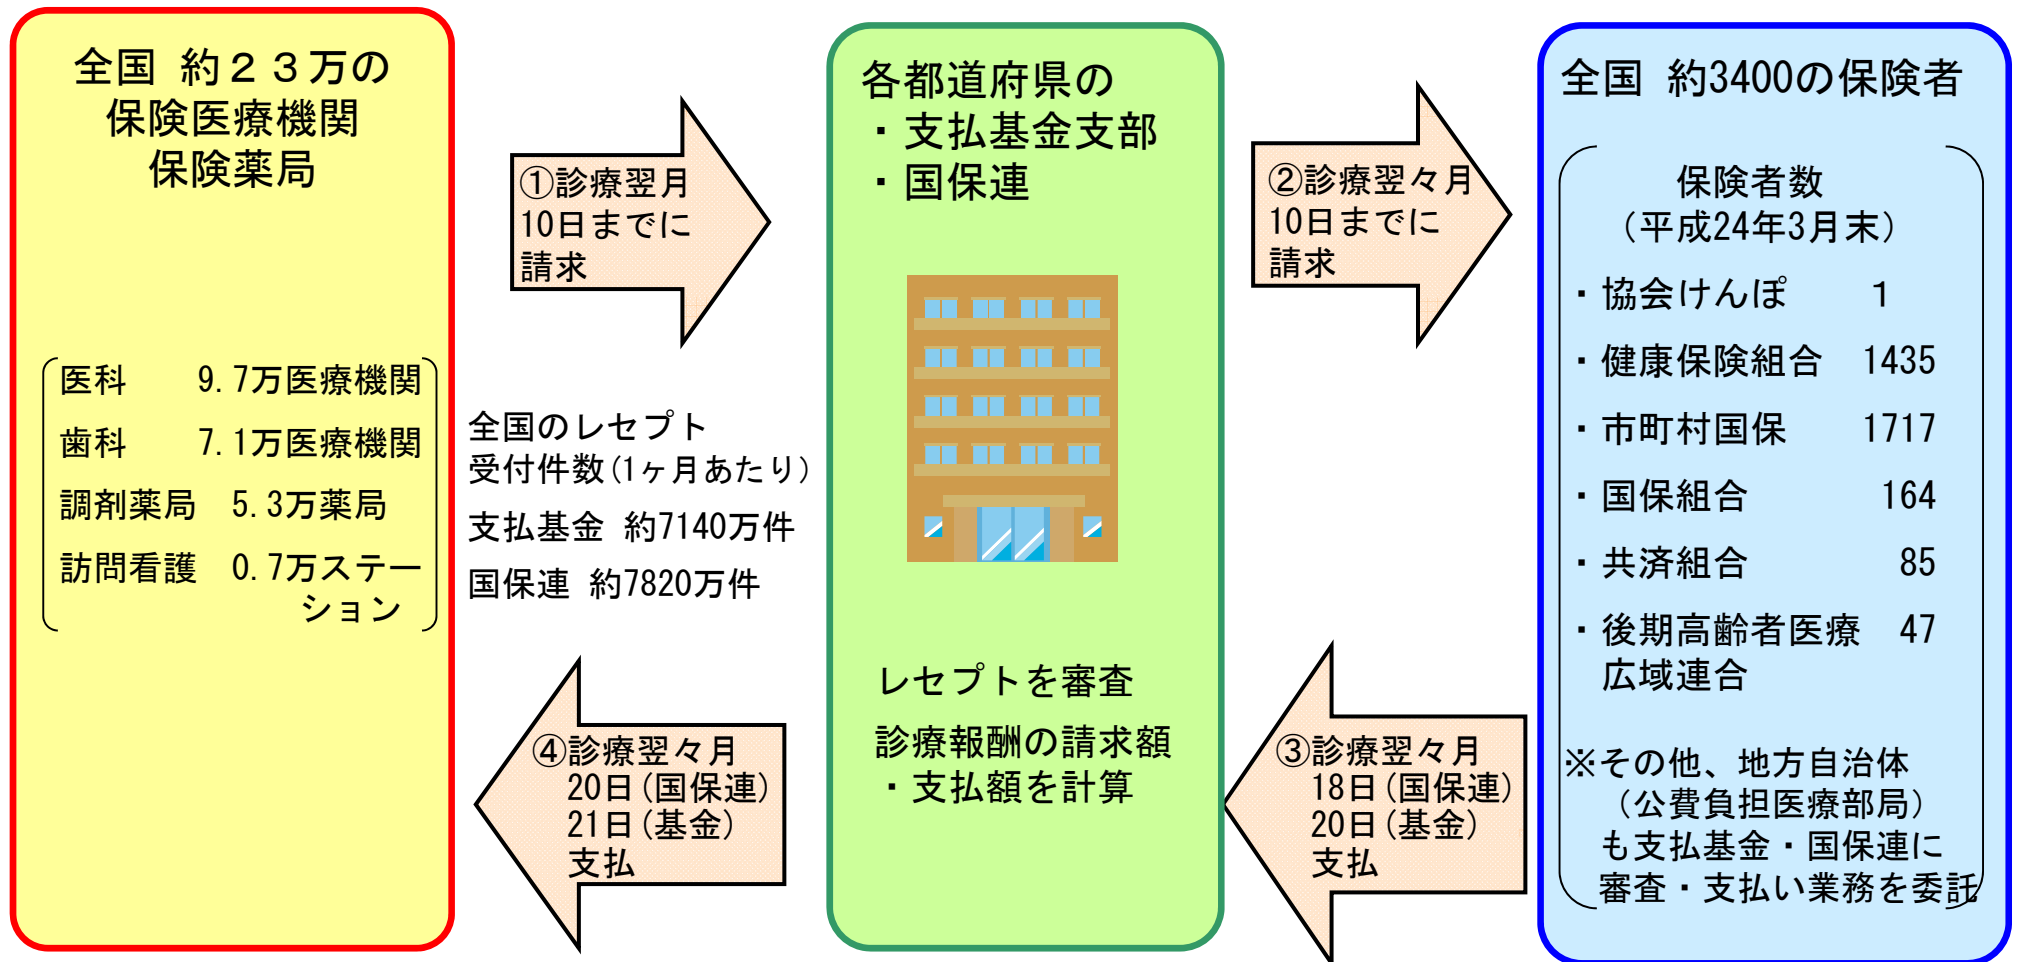 全国 約２３万の
保険医療機関
保険薬局
医科 9.7万医療機関
歯科 7.1万医療機関
調剤薬局 5.3万薬局
訪問看護 0.7万ステー
ション
①診療翌月
10日までに
請求
全国のレセプト
受付件数(1ヶ月あたり)
支払基金 約7140万件
国保連 約7820万件
④診療翌々月
20日(国保連)
21日(基金)
支払
各都道府県の
・支払基金支部
・国保連
レセプトを審査
診療報酬の請求額
・支払額を計算
②診療翌々月
10日までに
請求
③診療翌々月
18日(国保連)
20日(基金)
支払
全国 約3400の保険者
保険者数
（平成24年3月末）
・協会けんぽ 1
・健康保険組合 1435
・市町村国保 1717
・国保組合 164
・共済組合 85
・後期高齢者医療 47
広域連合
※その他、地方自治体
（公費負担医療部局）
も支払基金・国保連に
審査・支払い業務を委託